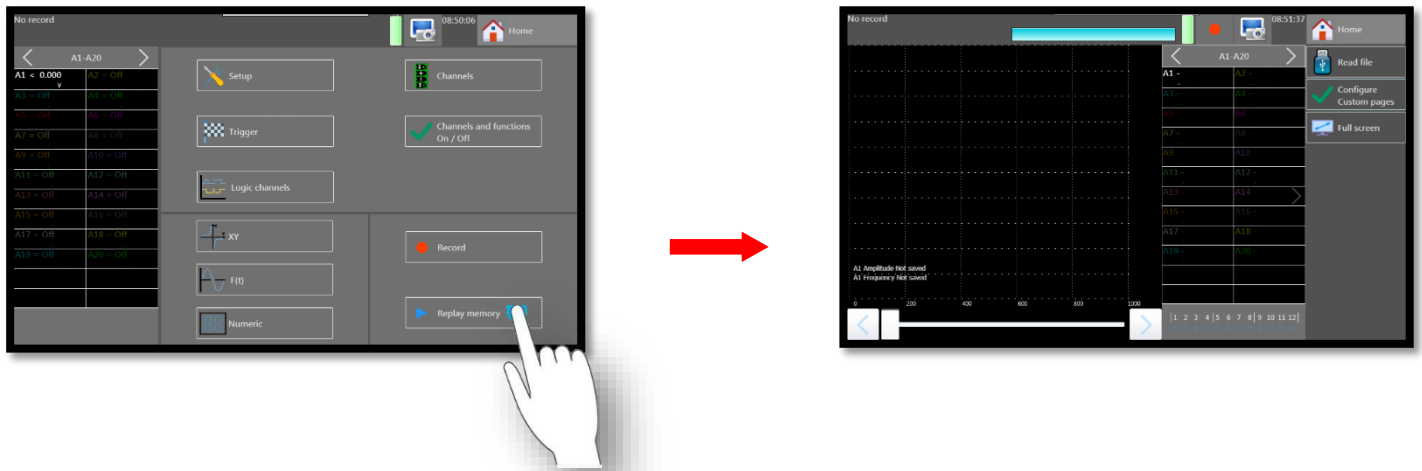 No record
08:50:06
Home
A1-A20
A1 < 0.000
V
A2 = Off
A3 = Off
A4 = Off
A5 = Off
A6 = Off
A7 = Off
A8 = Off
A9 = Off
A10 = Off
A11 = Off
A12 = Off
A13 = Off
A14 = Off
A15 = Off
A16 = Off
A17 = Off
A18 = Off
A19 = Off
A20 = Off
Setup
Channels
Trigger
Channels and functions
On / Off
Logic channels
XY
Record
F(t)
Replay memory
Numeric
No record
08:51:37
Home
A1-A20
A1 -
A2 -
A3 -
A4 -
A5
A6
A7 -
A8 -
A9
A10
A11 -
A12 -
A13
A14
A15 -
A16 -
A17
A18
A19 -
A20 -
Read file
Configure
Custom pages
Full screen
A1 Amplitude Not saved
A1 Frequency Not saved
0 200 400 600 800 1000
|1 2 3 4|5 6 7 8|9 10 11 12|